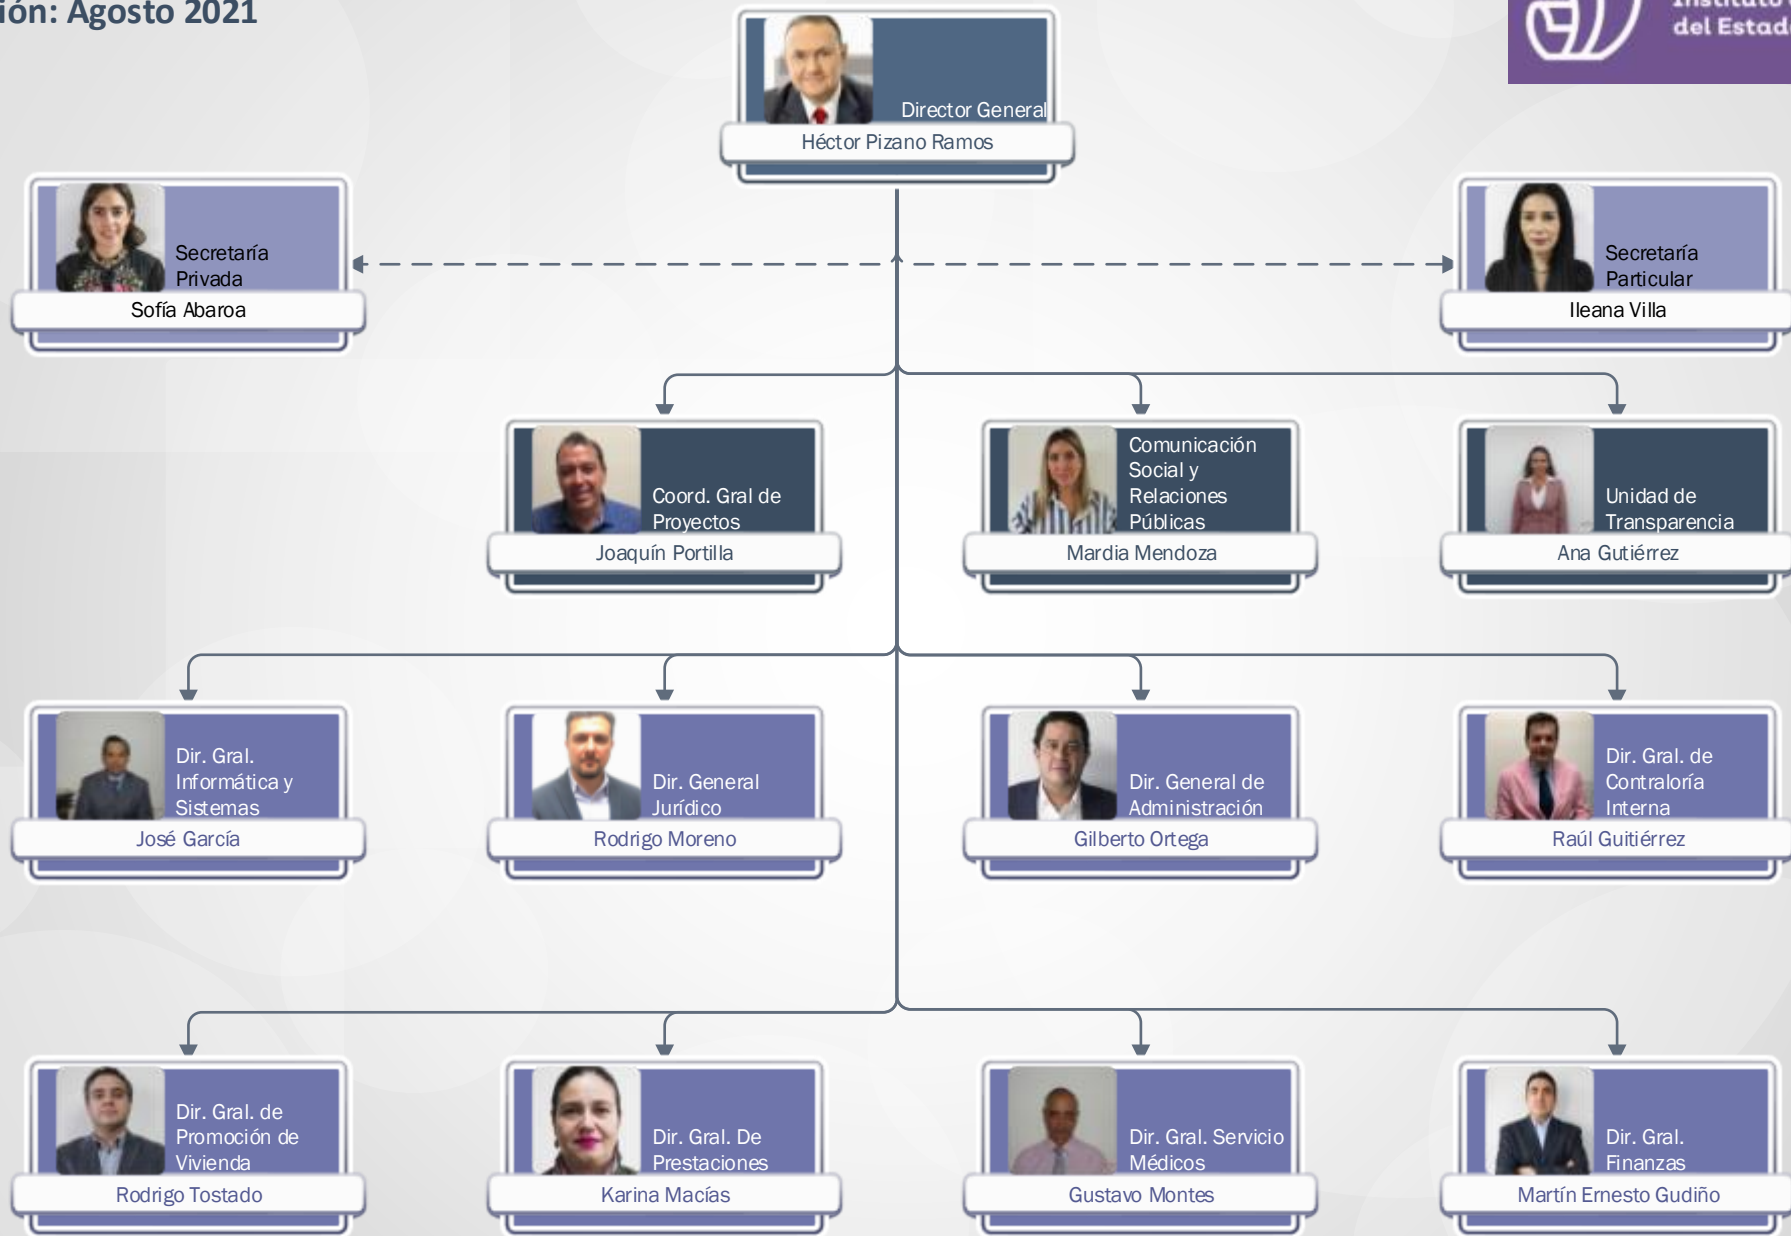 ión: Agosto 2021
Instituto
del Estad
Director General
Héctor Pizano Ramos
Secretaría
Privada
Sofía Abaroa
Secretaría
Particular
Ileana Villa
Coord. Gral de
Proyectos
Joaquín Portilla
Comunicación
Social y
Relaciones
Públicas
Mardia Mendoza
Unidad de
Transparencia
Ana Gutiérrez
Dir. Gral.
Informática y
Sistemas
José García
Dir. General
Jurídico
Rodrigo Moreno
Dir. General de
Administración
Gilberto Ortega
Dir. Gral. de
Contraloría
Interna
Raúl Guitiérrez
Dir. Gral. de
Promoción de
Vivienda
Rodrigo Tostado
Dir. Gral. De
Prestaciones
Karina Macías
Dir. Gral. Servicio
Médicos
Gustavo Montes
Dir. Gral.
Finanzas
Martín Ernesto Gudiño